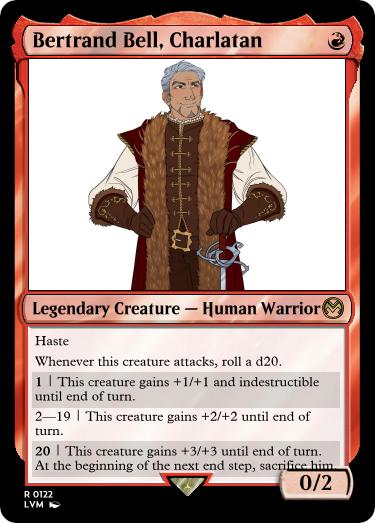 Bertrand Bell, Charlatan
Legendary Creature — Human Warrior
Haste
Whenever this creature attacks, roll a d20.
1 | This creature gains +1/+1 and indestructible
until end of turn.
2—19 | This creature gains +2/+2 until end of
turn.
20 | This creature gains +3/+3 until end of turn.
At the beginning of the next end step, sacrifice him.
0/2
R 0122
LVM